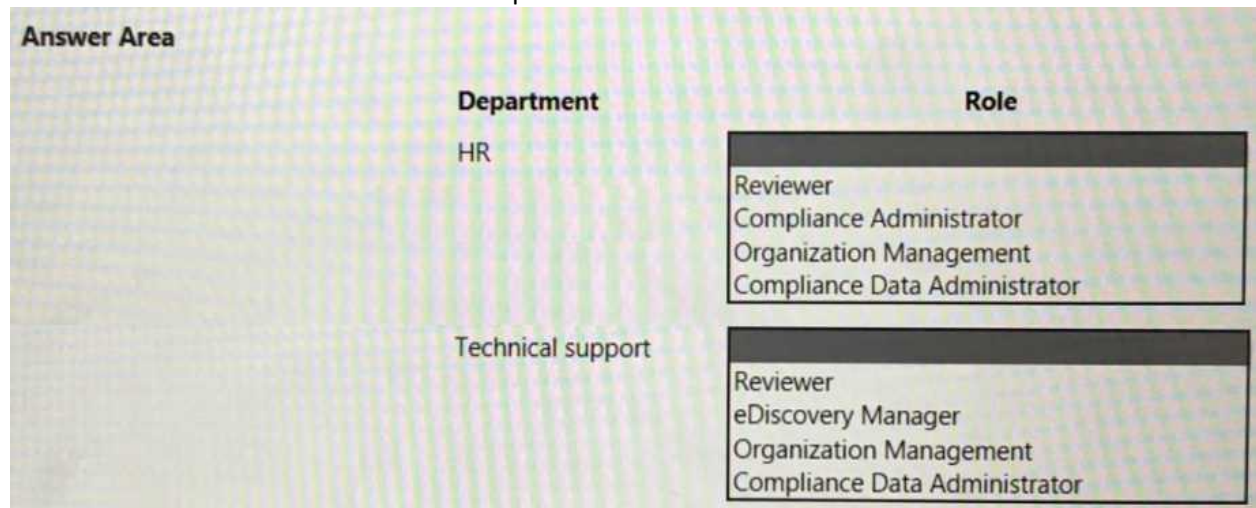 Answer Area
Department Role
HR
Reviewer
Compliance Administrator
Organization Management
Compliance Data Administrator
Technical support
Reviewer
eDiscovery Manager
Organization Management
Compliance Data Administrator